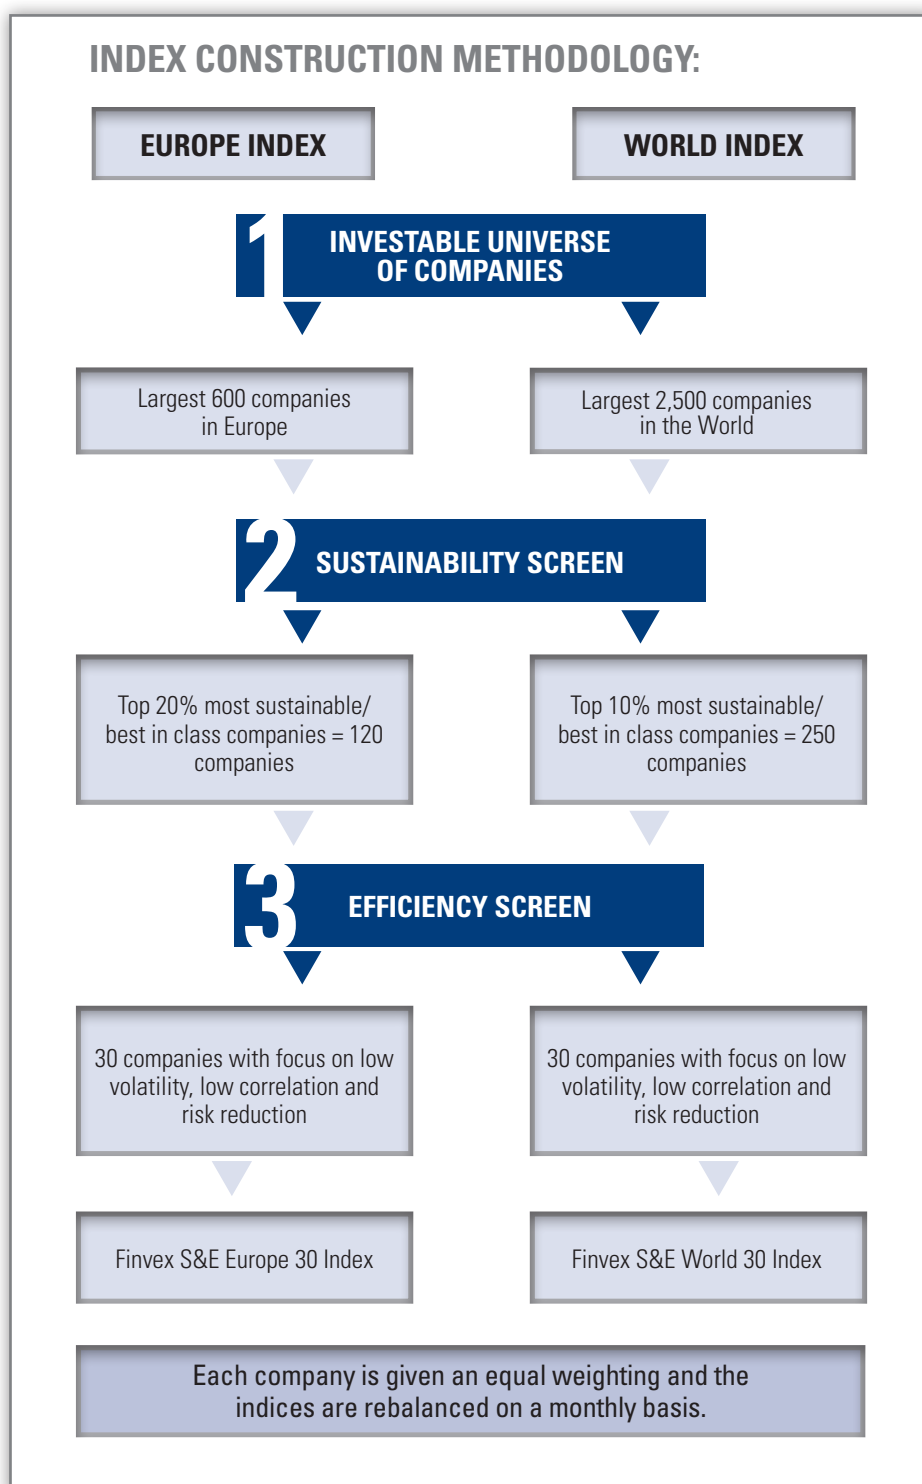 INDEX CONSTRUCTION METHODOLOGY:
EUROPE INDEX
WORLD INDEX
1
INVESTABLE UNIVERSE
OF COMPANIES
Largest 600 companies
in Europe
Largest 2,500 companies
in the World
2
SUSTAINABILITY SCREEN
Top 20% most sustainable/
best in class companies = 120
companies
Top 10% most sustainable/
best in class companies = 250
companies
3
EFFICIENCY SCREEN
30 companies with focus on low
volatility, low correlation and
risk reduction
30 companies with focus on low
volatility, low correlation and
risk reduction
Finvex S&E Europe 30 Index
Finvex S&E World 30 Index
Each company is given an equal weighting and the
indices are rebalanced on a monthly basis.